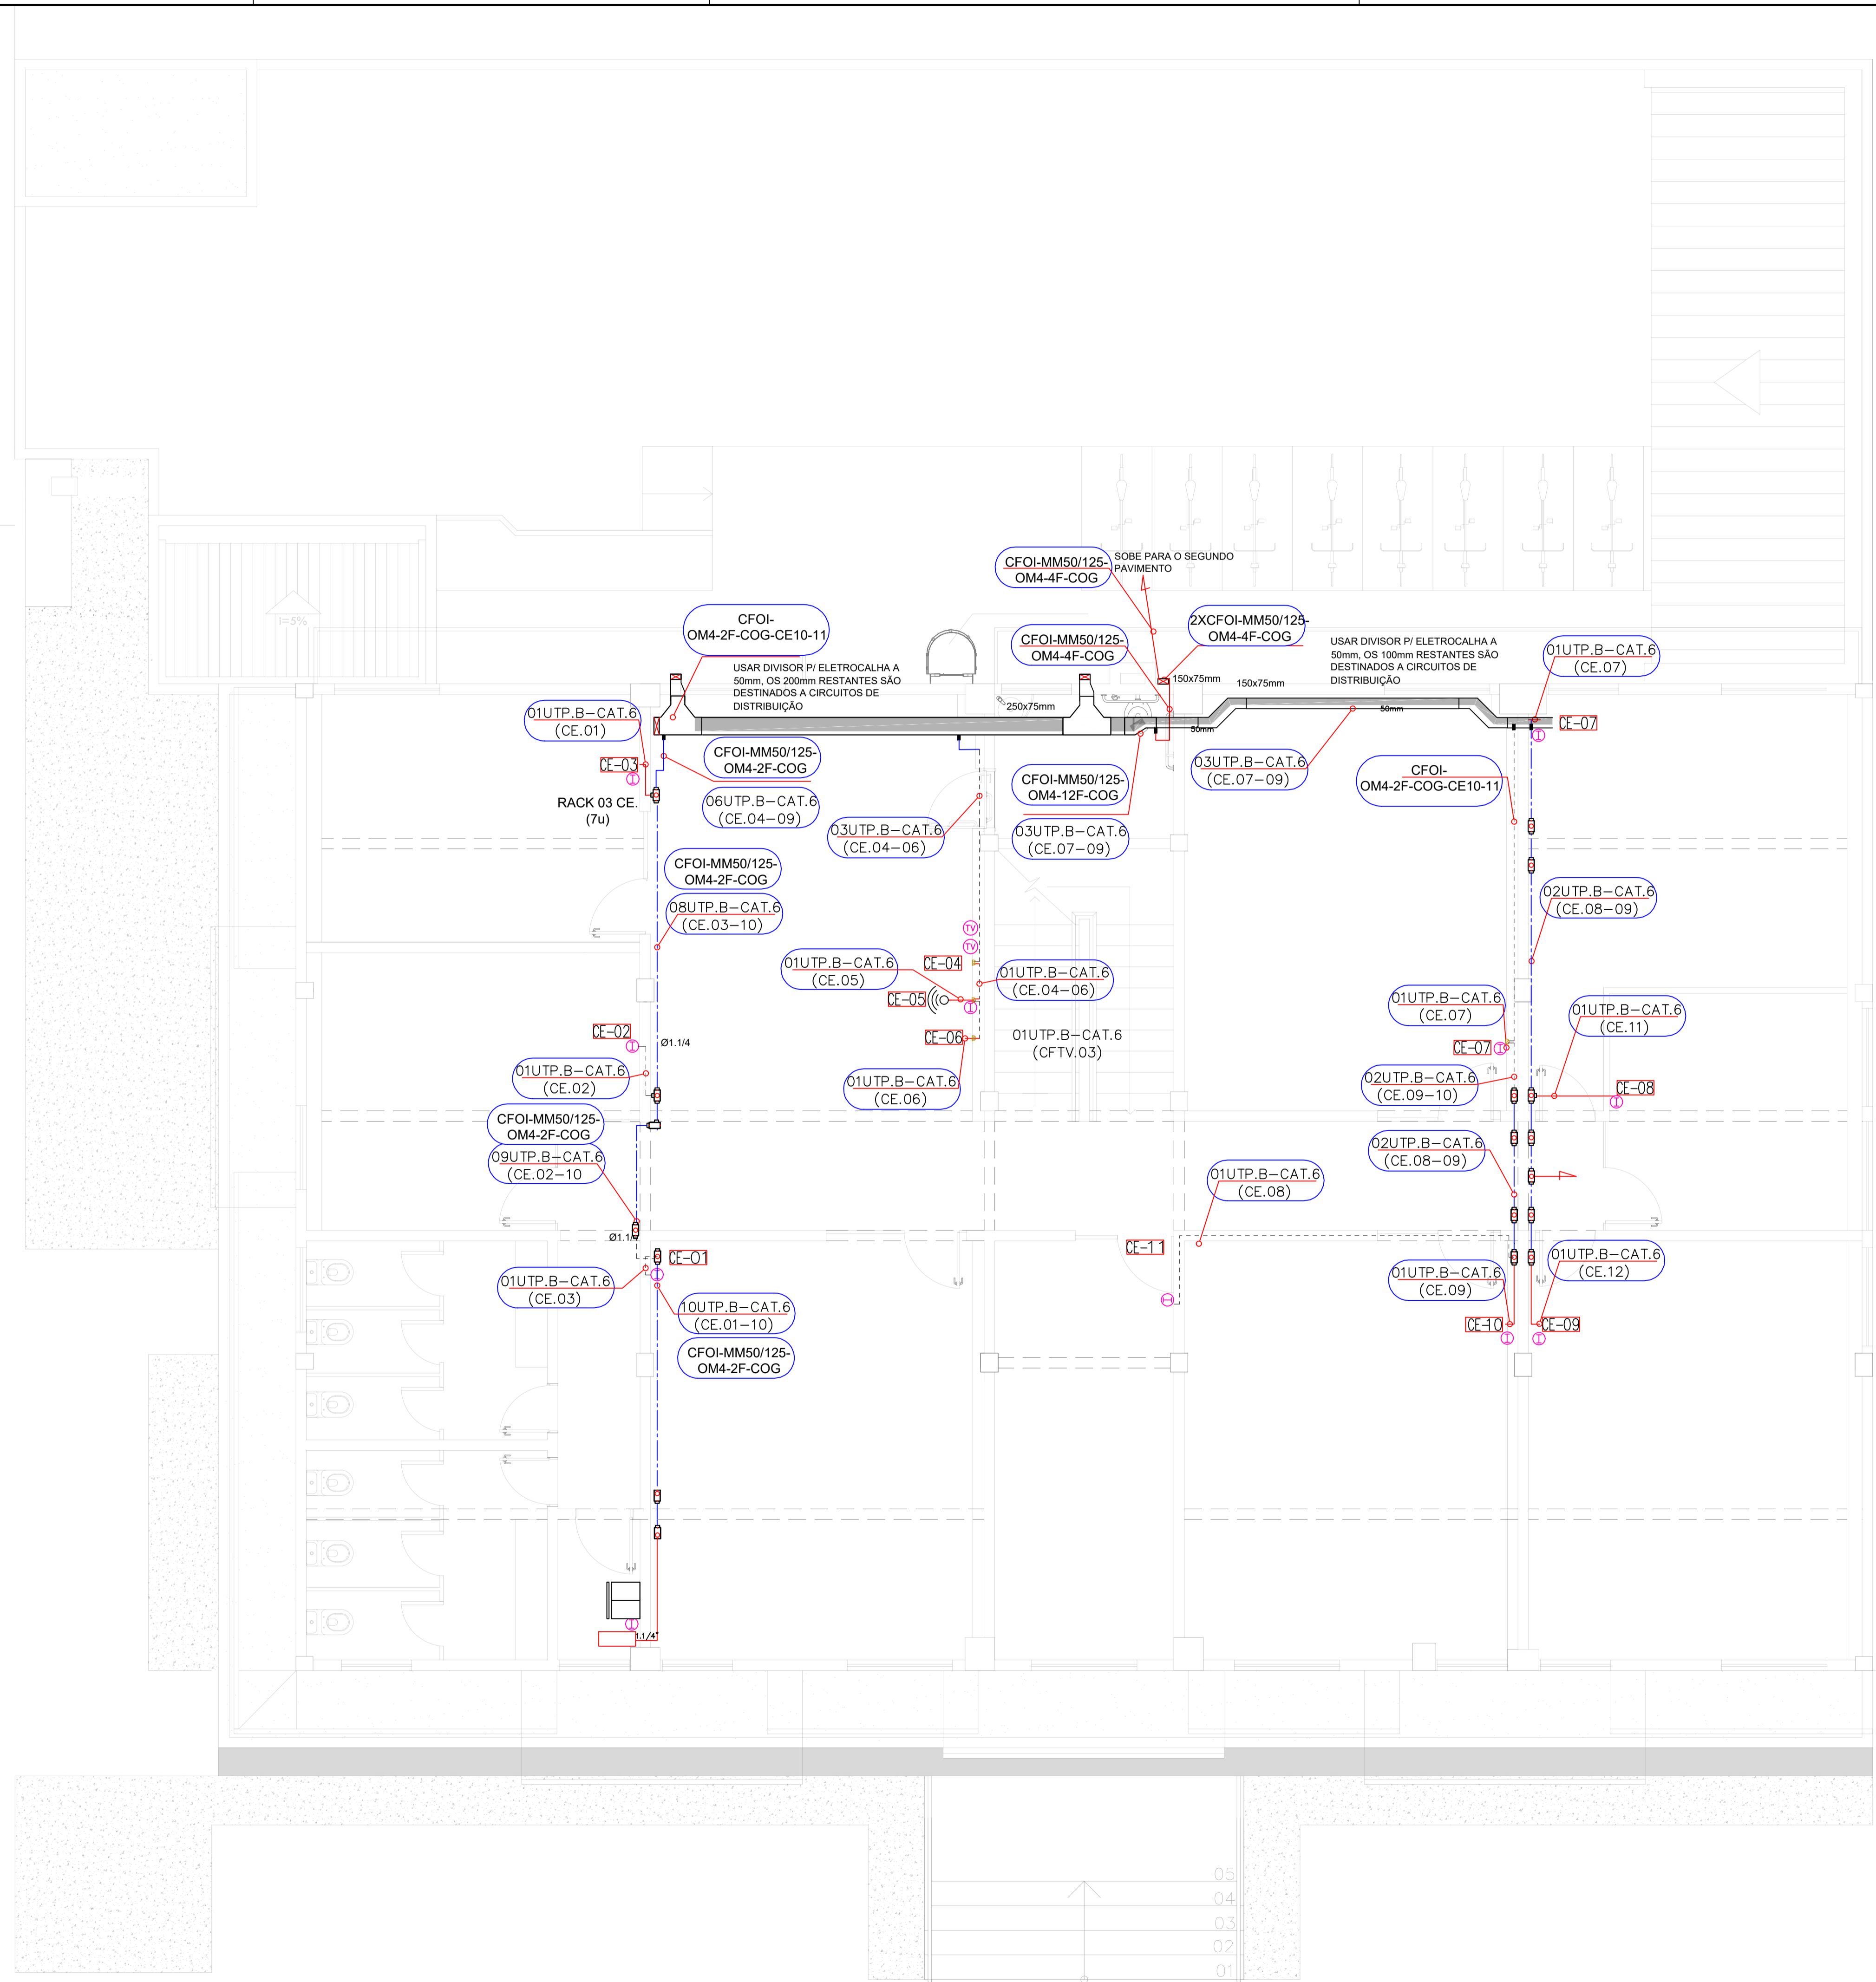 CFOI-MM50/125-
OM4-4F-COG
SOBE PARA O SEGUNDO
PAVIMENTO
i=5%
CFOI-
OM4-2F-COG-CE10-11
2XCFOI-MM50/125-
OM4-4F-COG
CFOI-MM50/125-
OM4-4F-COG
USAR DIVISOR P/ ELETROCALHA A
50mm, OS 100mm RESTANTES SÃO
DESTINADOS A CIRCUITOS DE
DISTRIBUIÇÃO
01UTP.B-CAT.6
(CE.07)
USAR DIVISOR P/ ELETROCALHA A
50mm, OS 200mm RESTANTES SÃO
DESTINADOS A CIRCUITOS DE
DISTRIBUIÇÃO
150x75mm
150x75mm
250x75mm
50mm
50mm
01UTP.B-CAT.6
(CE.01)
CE-07
I
CE-03
I
CFOI-MM50/125-
OM4-2F-COG
03UTP.B-CAT.6
(CE.07-09)
CFOI-
OM4-2F-COG-CE10-11
CFOI-MM50/125-
OM4-12F-COG
RACK 03 CE.
(7u)
06UTP.B-CAT.6
(CE.04-09)
03UTP.B-CAT.6
(CE.04-06)
03UTP.B-CAT.6
(CE.07-09)
CFOI-MM50/125-
OM4-2F-COG
08UTP.B-CAT.6
(CE.03-10)
02UTP.B-CAT.6
(CE.08-09)
TV
TV
01UTP.B-CAT.6
(CE.05)
CE-04
01UTP.B-CAT.6
(CE.04-06)
CE-05
I
01UTP.B-CAT.6
(CE.07)
01UTP.B-CAT.6
(CE.11)
CE-02
I
Ø1.1/4
CE-06
01UTP.B-CAT.6
(CFTV.03)
CE-07
I
01UTP.B-CAT.6
(CE.02)
01UTP.B-CAT.6
(CE.06)
02UTP.B-CAT.6
(CE.09-10)
CE-08
I
CFOI-MM50/125-
OM4-2F-COG
09UTP.B-CAT.6
(CE.02-10
02UTP.B-CAT.6
(CE.08-09)
01UTP.B-CAT.6
(CE.08)
Ø1.1/4
CE-01
I
CE-11
I
01UTP.B-CAT.6
(CE.03)
01UTP.B-CAT.6
(CE.09)
01UTP.B-CAT.6
(CE.12)
10UTP.B-CAT.6
(CE.01-10)
CE-10
I
CE-09
I
CFOI-MM50/125-
OM4-2F-COG
I
1.1/4"
05
04
03
02
01